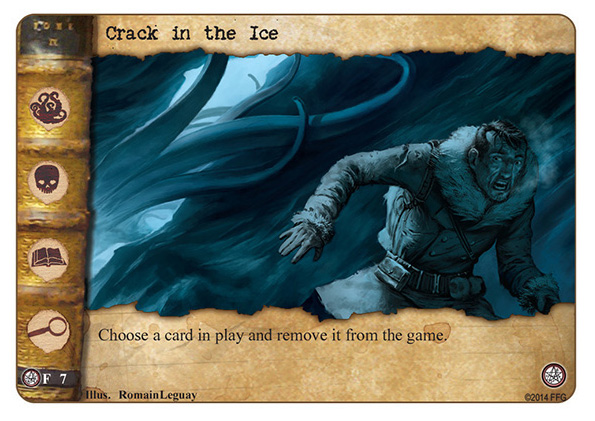 Crack in the Ice
Choose a card in play and remove it from the game.
F 7
Illus. RomainLeguay
©2014 FFG